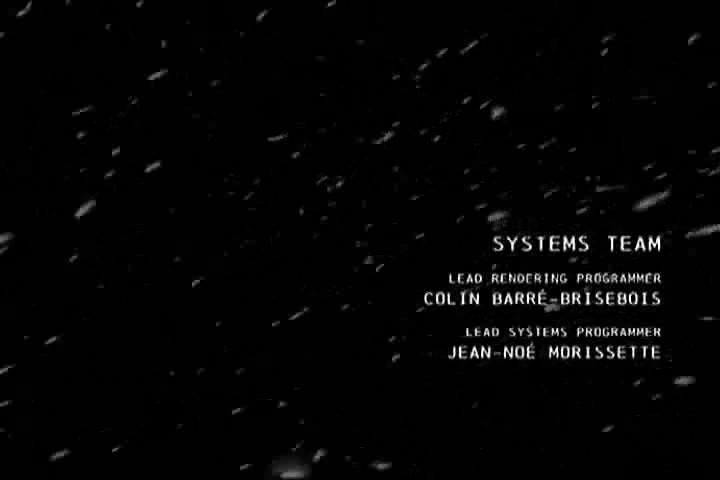 SYSTEMS TEAM
LEAD RENDERING PROGRAMMER
COLIN BARRÉ-BRISEBOIS
LEAD SYSTEMS PROGRAMMER
JEAN-NOÉ MORISSETTE